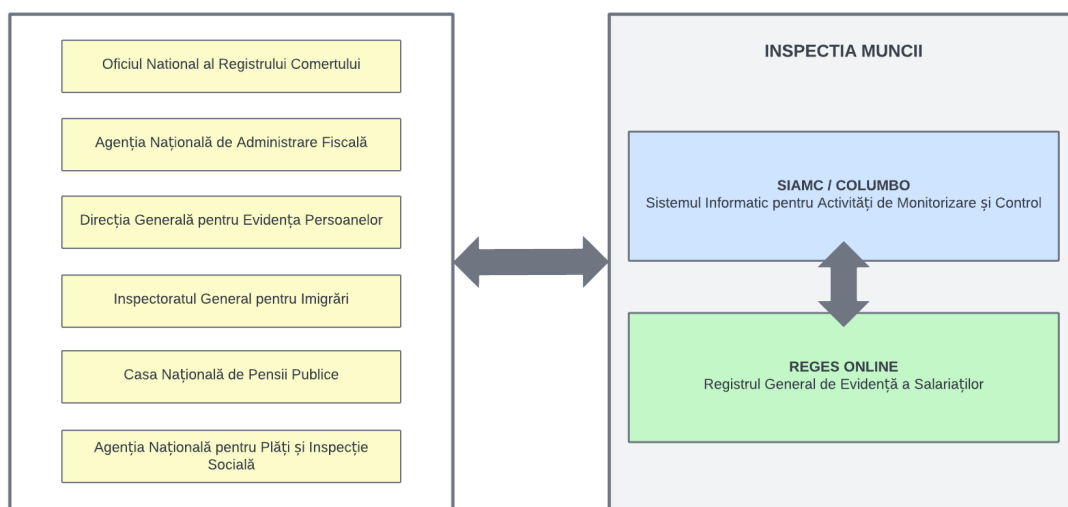 Oficiul National al Registrului Comertului
Agenția Națională de Administrare Fiscală
Direcția Generală pentru Evidența Persoanelor
Inspectoratul General pentru Imigrări
Casa Națională de Pensii Publice
Agenția Națională pentru Plăți și Inspecție
Socială
INSPECTIA MUNCII
SIAMC / COLUMBO
Sistemul Informatic pentru Activități de Monitorizare și Control
REGES ONLINE
Registrul General de Evidență a Salariaților